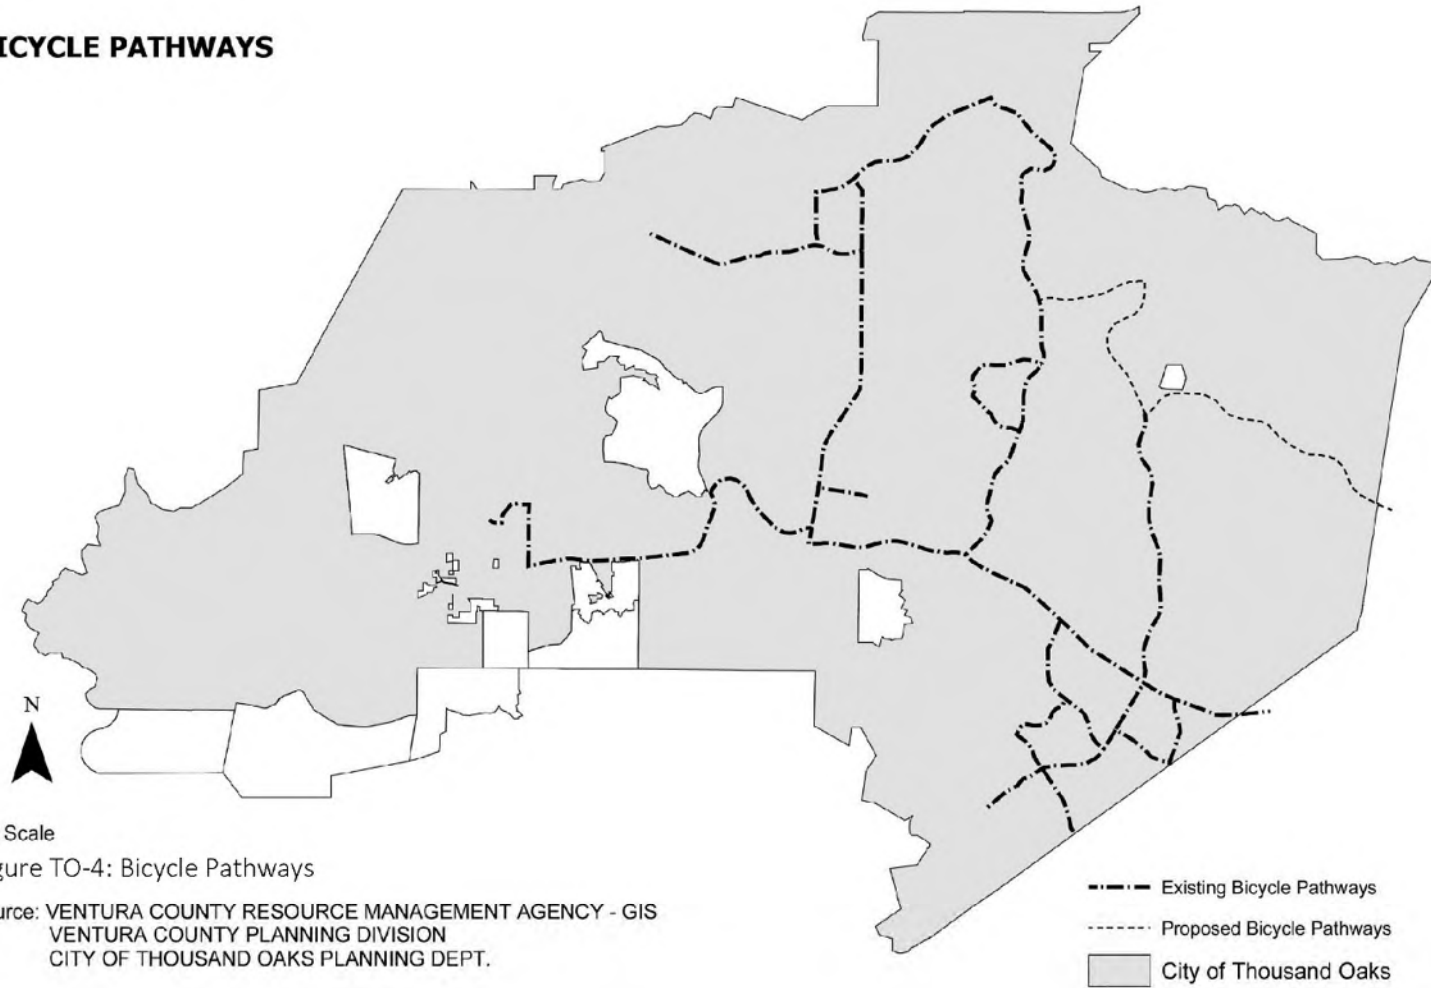 ICYCLE PATHWAYS
N
Scale
gure TO-4: Bicycle Pathways
urce: VENTURA COUNTY RESOURCE MANAGEMENT AGENCY - GIS
VENTURA COUNTY PLANNING DIVISION
CITY OF THOUSAND OAKS PLANNING DEPT.
Existing Bicycle Pathways
Proposed Bicycle Pathways
City of Thousand Oaks